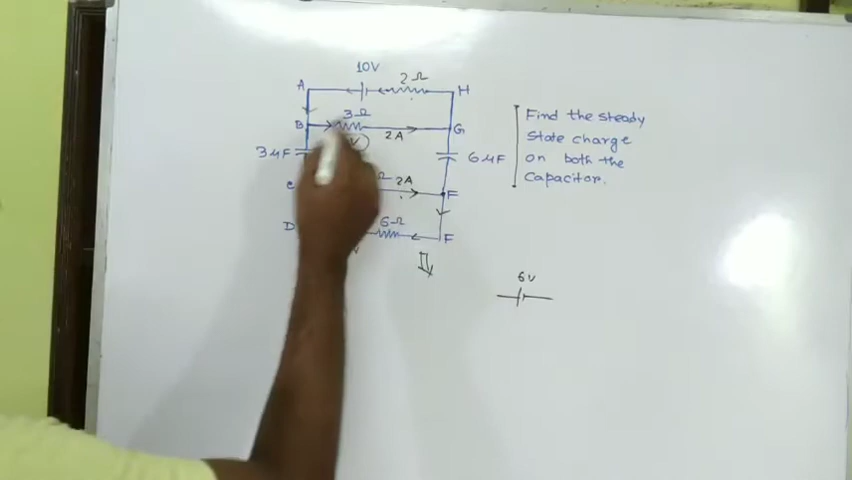 10V
2Ω
A
H
3Ω
B
G
2A
V
3μF
6μF
Find the steady
State charge
on both the
Capacitor.
C
Ω 2A
F
D
6Ω
F
6V